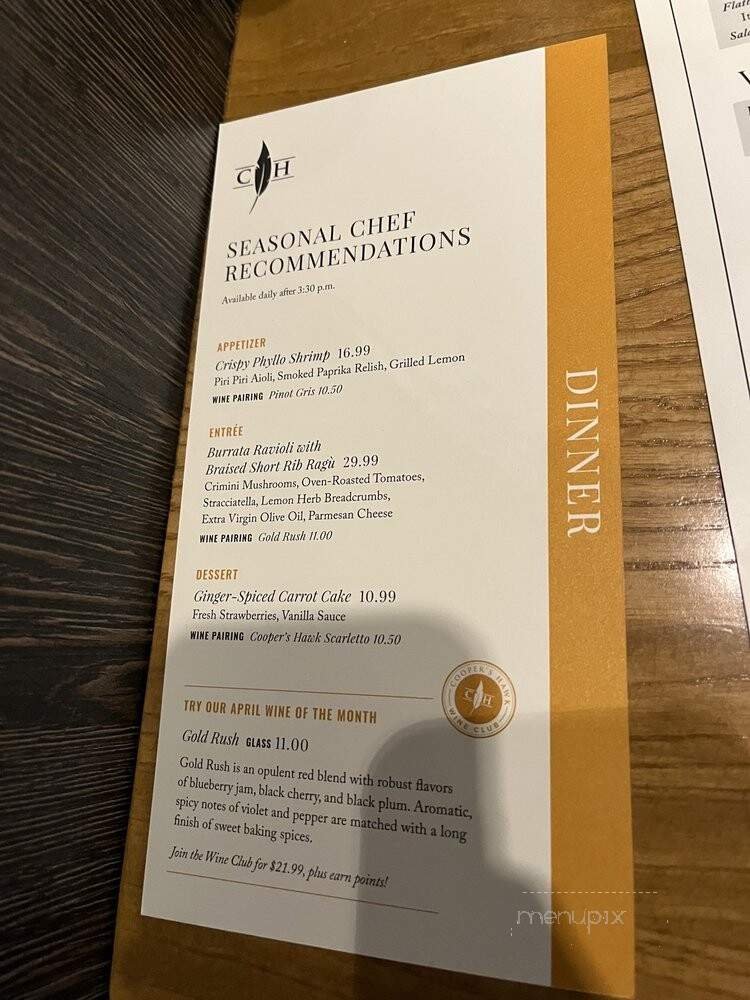 C H
SEASONAL CHEF
RECOMMENDATIONS
Available daily after 3:30 p.m.
APPETIZER
Crispy Phyllo Shrimp 16.99
Piri Piri Aioli, Smoked Paprika Relish, Grilled Lemon
WINE PAIRING Pinot Gris 10.50
ENTRÉE
Burrata Ravioli with
Braised Short Rib Ragù 29.99
Crimini Mushrooms, Oven-Roasted Tomatoes,
Stracciatella, Lemon Herb Breadcrumbs,
Extra Virgin Olive Oil, Parmesan Cheese
WINE PAIRING Gold Rush 11.00
DESSERT
Ginger-Spiced Carrot Cake 10.99
Fresh Strawberries, Vanilla Sauce
WINE PAIRING Cooper's Hawk Scarletto 10.50
TRY OUR APRIL WINE OF THE MONTH
Gold Rush GLASS 11.00
Gold Rush is an opulent red blend with robust flavors
of blueberry jam, black cherry, and black plum. Aromatic,
spicy notes of violet and pepper are matched with a long
finish of sweet baking spices.
Join the Wine Club for $21.99, plus earn points!
COOPER'S HAWK
C H
WINE CLUB
DINNER
menupix